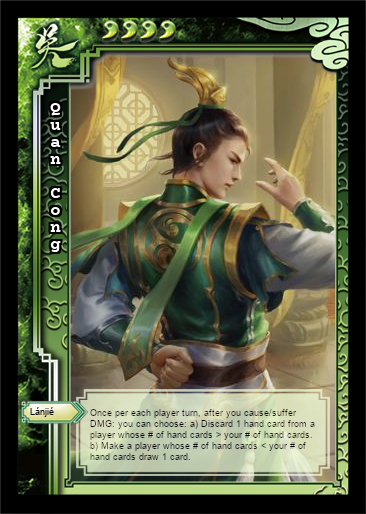 吴
Quan Cong
Lánjié
Once per each player turn, after you cause/suffer
DMG: you can choose: a) Discard 1 hand card from a
player whose # of hand cards > your # of hand cards.
b) Make a player whose # of hand cards < your # of
hand cards draw 1 card.